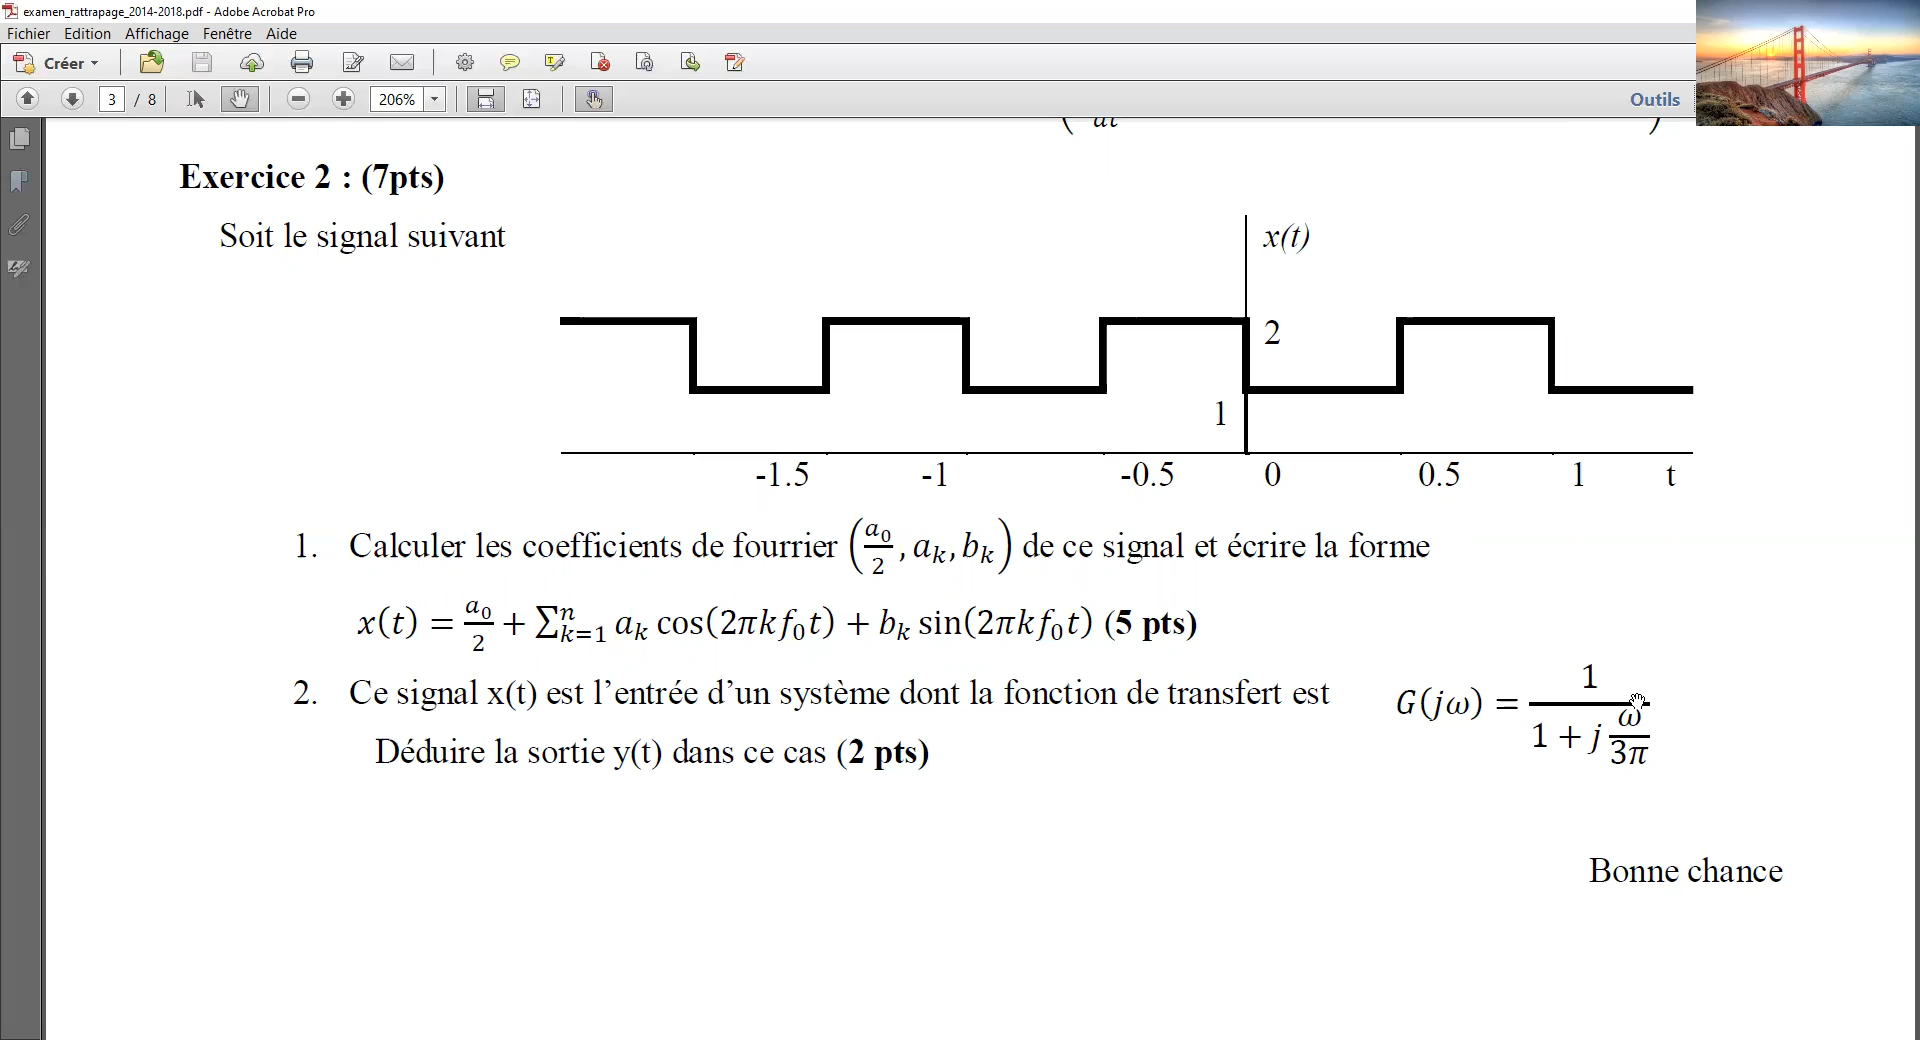 examen_rattrapage_2014-2018.pdf - Adobe Acrobat Pro
Fichier Edition Affichage Fenêtre Aide
Créer
3 / 8 206% Outils
Exercice 2 : (7pts)
Soit le signal suivant
x(t)
2
1
-1.5 -1 -0.5 0 0.5 1 t
1. Calculer les coefficients de fourrier (a₀/2, aₖ, bₖ) de ce signal et écrire la forme
x(t) = a₀/2 + ∑ₖ₌₁ⁿ aₖ cos(2πkf₀t) + bₖ sin(2πkf₀t) (5 pts)
2. Ce signal x(t) est l’entrée d’un système dont la fonction de transfert est G(jω) = 1/(1 + j ω/3π)
Déduire la sortie y(t) dans ce cas (2 pts)
Bonne chance